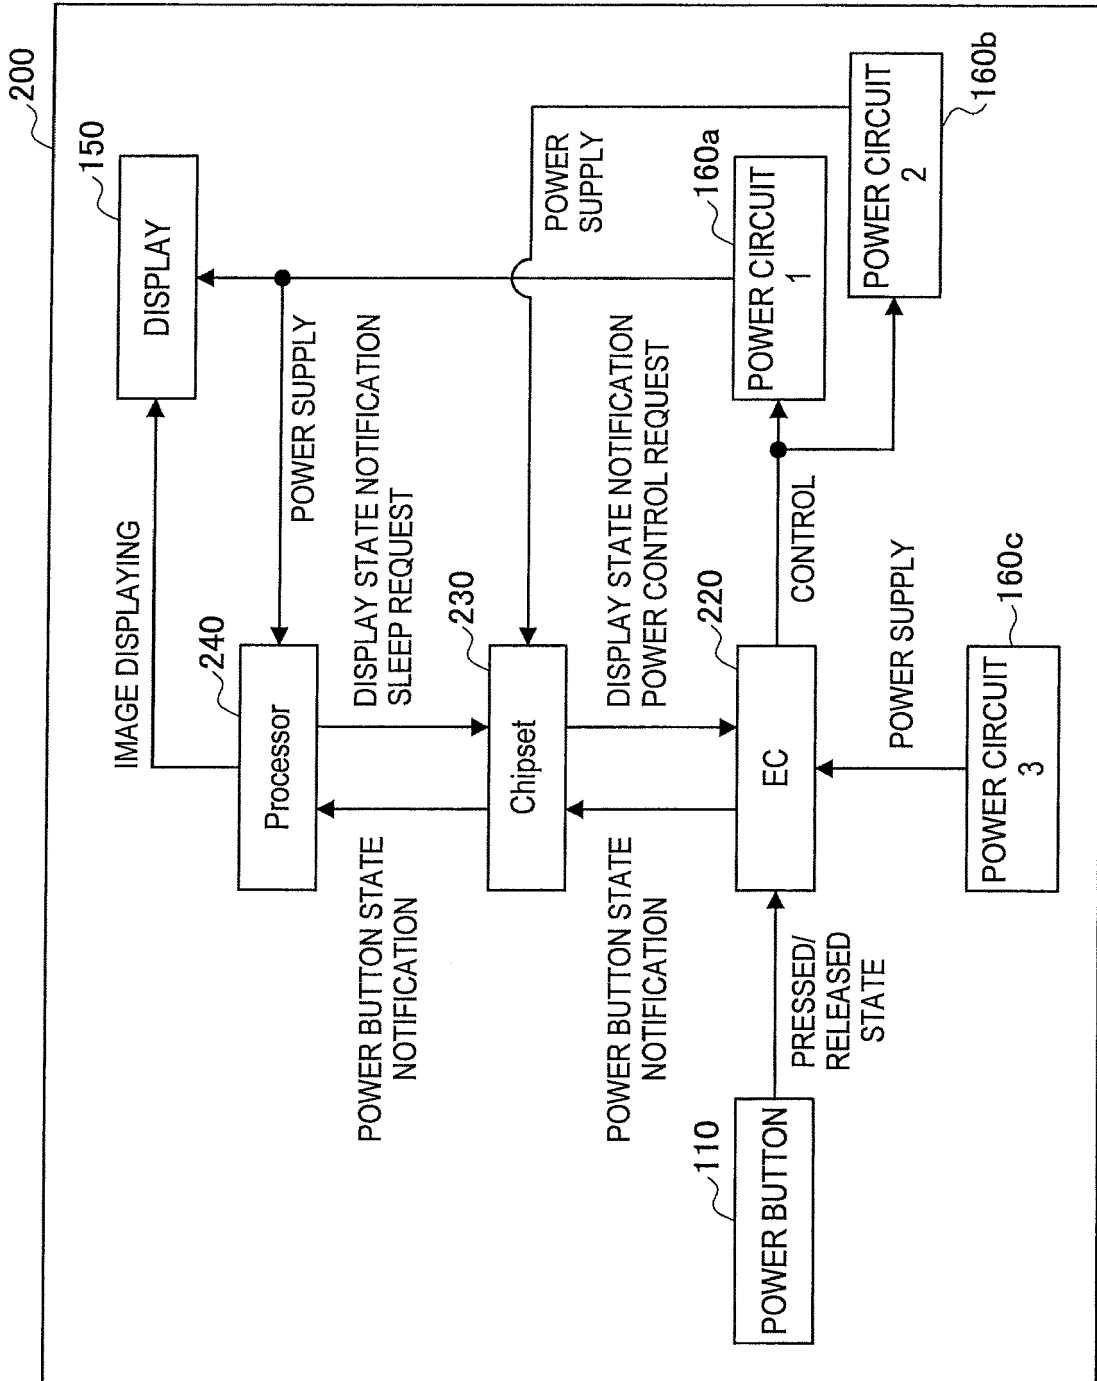 200
150
DISPLAY
IMAGE DISPLAYING
POWER SUPPLY
240
Processor
DISPLAY STATE NOTIFICATION
SLEEP REQUEST
POWER BUTTON STATE
NOTIFICATION
230
Chipset
POWER
SUPPLY
DISPLAY STATE NOTIFICATION
POWER CONTROL REQUEST
POWER BUTTON STATE
NOTIFICATION
220
EC
110
POWER BUTTON
PRESSED/
RELEASED
STATE
CONTROL
160a
POWER CIRCUIT
1
160b
POWER CIRCUIT
2
POWER SUPPLY
160c
POWER CIRCUIT
3